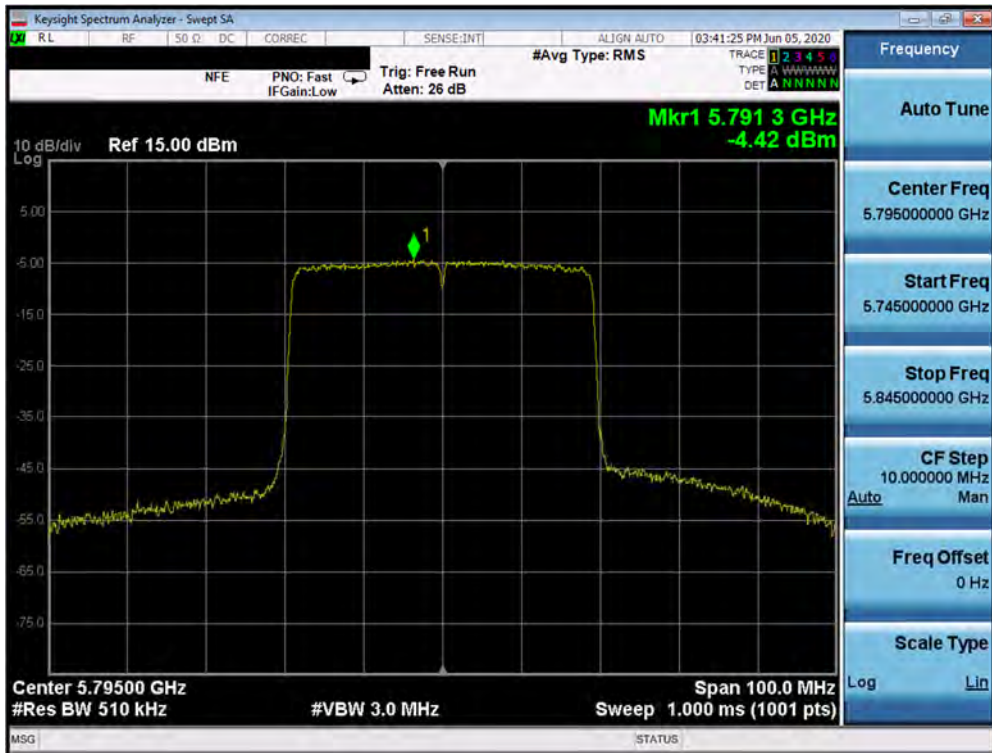 Keysight Spectrum Analyzer - Swept SA
LXI RL RF 50 Ω DC CORREC SENSE:INT ALIGN AUTO 03:41:25 PM Jun 05, 2020
#Avg Type: RMS
TRACE 1 2 3 4 5 6
TYPE A WWWWW
DET A N N N N N
NFE PNO: Fast Trig: Free Run
IFGain:Low Atten: 26 dB
Mkr1 5.791 3 GHz
-4.42 dBm
10 dB/div Ref 15.00 dBm
Log
1
5.00
-5.00
-15.0
-25.0
-35.0
-45.0
-55.0
-65.0
-75.0
Center 5.79500 GHz Span 100.0 MHz
#Res BW 510 kHz #VBW 3.0 MHz Sweep 1.000 ms (1001 pts)
MSG STATUS
Frequency
Auto Tune
Center Freq
5.795000000 GHz
Start Freq
5.745000000 GHz
Stop Freq
5.845000000 GHz
CF Step
10.000000 MHz
Auto Man
Freq Offset
0 Hz
Scale Type
Log Lin